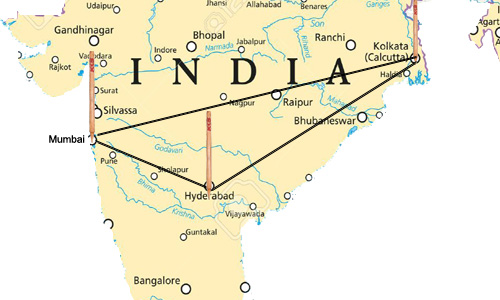 Udaipur
Jhansi
Allahabad
Benares
Ganges
Son
Gandhinagar
Bhopal
Ranchi
Kolkata
(Calcutta)
Indore
Narmada
Jabalpur
Rajkot
Vadodara
INDIA
Haldia
Surat
Silvassa
Nagpur
Raipur
Mahanadi
Bhubaneswar
Mumbai
Godavari
Pune
Sholapur
Bhima
Hyderabad
Krishna
Vijayawada
Guntakal
Bangalore